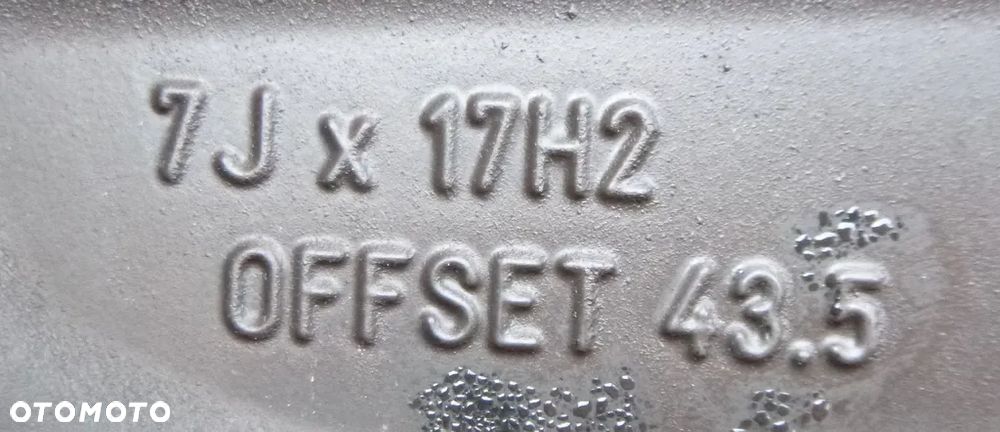 7J x 17H2
OFFSET 43.5
OTOMOTO